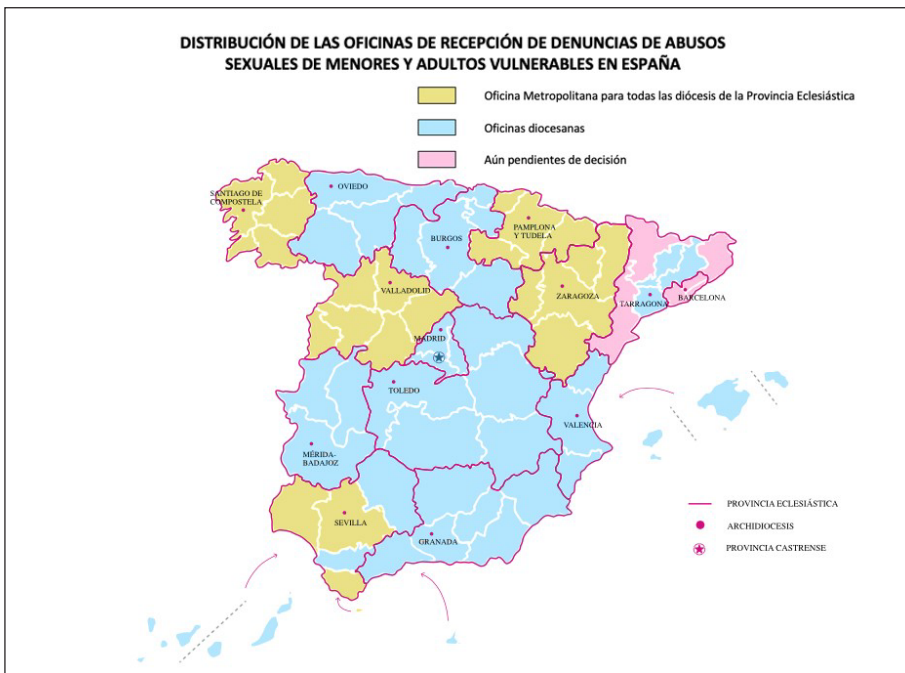 DISTRIBUCIÓN DE LAS OFICINAS DE RECEPCIÓN DE DENUNCIAS DE ABUSOS
SEXUALES DE MENORES Y ADULTOS VULNERABLES EN ESPAÑA
Oficina Metropolitana para todas las diócesis de la Provincia Eclesiástica
Oficinas diocesanas
Aún pendientes de decisión
OVIEDO
SANTIAGO DE
COMPOSTELA
PAMPLONA
Y TUDELA
BURGOS
VALLADOLID
ZARAGOZA
TARRAGONA
BARCELONA
MADRID
TOLEDO
VALENCIA
MÉRIDA-
BADAJOZ
SEVILLA
GRANADA
PROVINCIA ECLESIÁSTICA
ARCHIDIOCESIS
PROVINCIA CASTRENSE